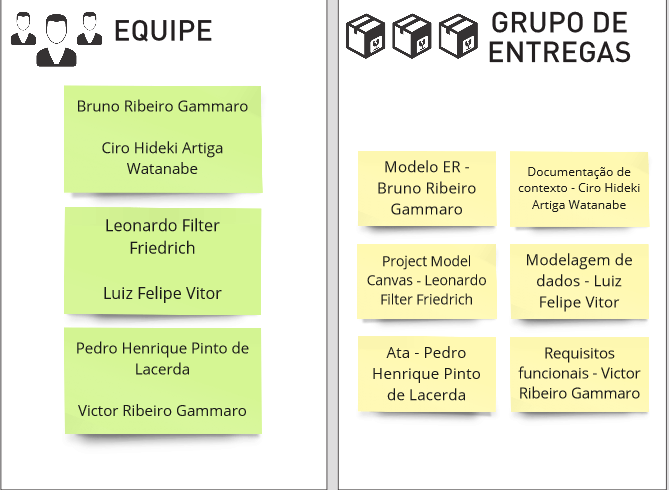 EQUIPE
Bruno Ribeiro Gammaro
Ciro Hideki Artiga
Watanabe
Leonardo Filter
Friedrich
Luiz Felipe Vitor
Pedro Henrique Pinto de
Lacerda
Victor Ribeiro Gammaro
GRUPO DE
ENTREGAS
Modelo ER -
Bruno Ribeiro
Gammaro
Documentação de
contexto - Ciro Hideki
Artiga Watanabe
Project Model
Canvas - Leonardo
Filter Friedrich
Modelagem de
dados - Luiz
Felipe Vitor
Ata - Pedro
Henrique Pinto
de Lacerda
Requisitos
funcionais - Victor
Ribeiro Gammaro